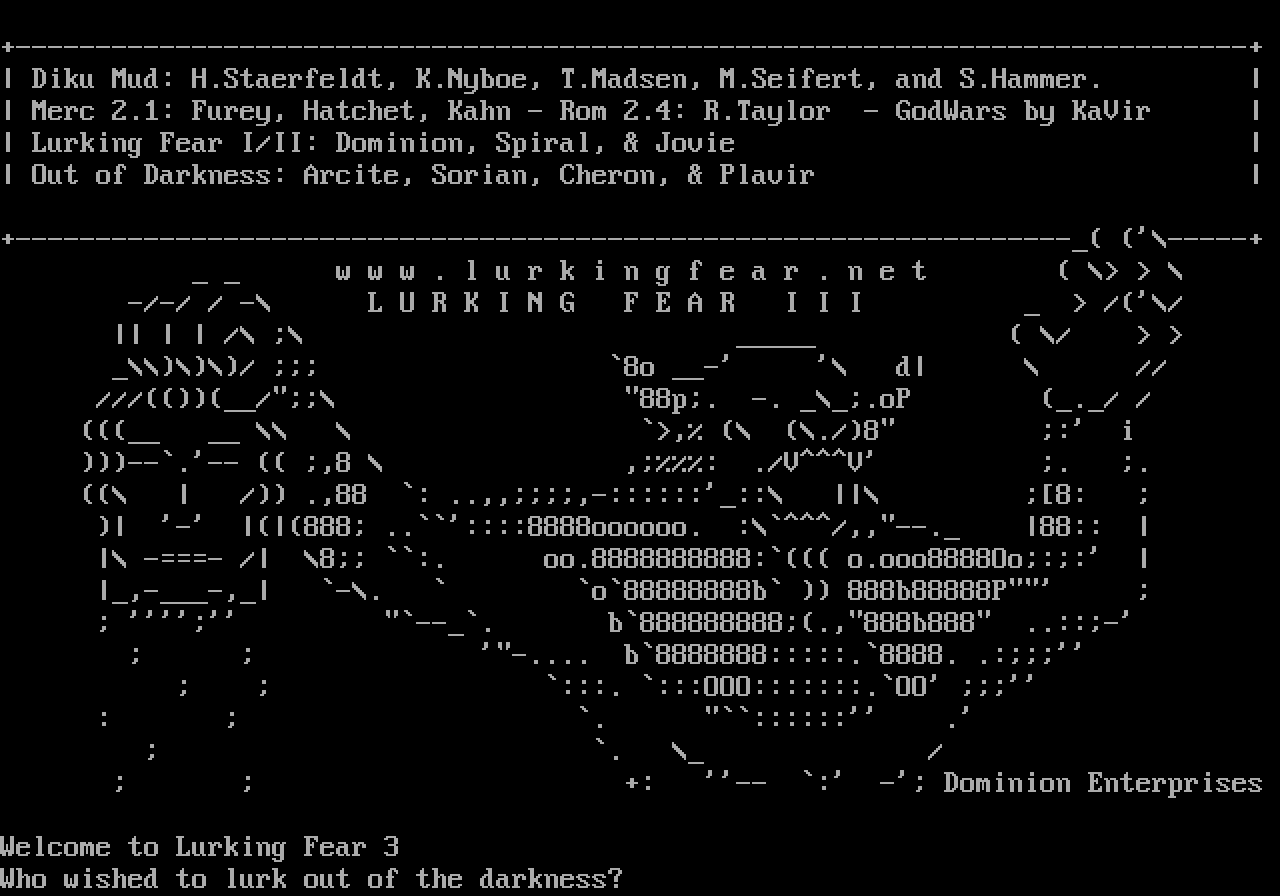 Diku Mud: H.Staerfeldt, K.Nyboe, T.Madsen, M.Seifert, and S.Hammer.
Merc 2.1: Furey, Hatchet, Kahn - Rom 2.4: R.Taylor  - GodWars by KaVir
Lurking Fear I/II: Dominion, Spiral, & Jovie
Out of Darkness: Arcite, Sorian, Cheron, & Plavir
w w w . l u r k i n g f e a r . n e t
L U R K I N G   F E A R   I I I
Dominion Enterprises
Welcome to Lurking Fear 3
Who wished to lurk out of the darkness?